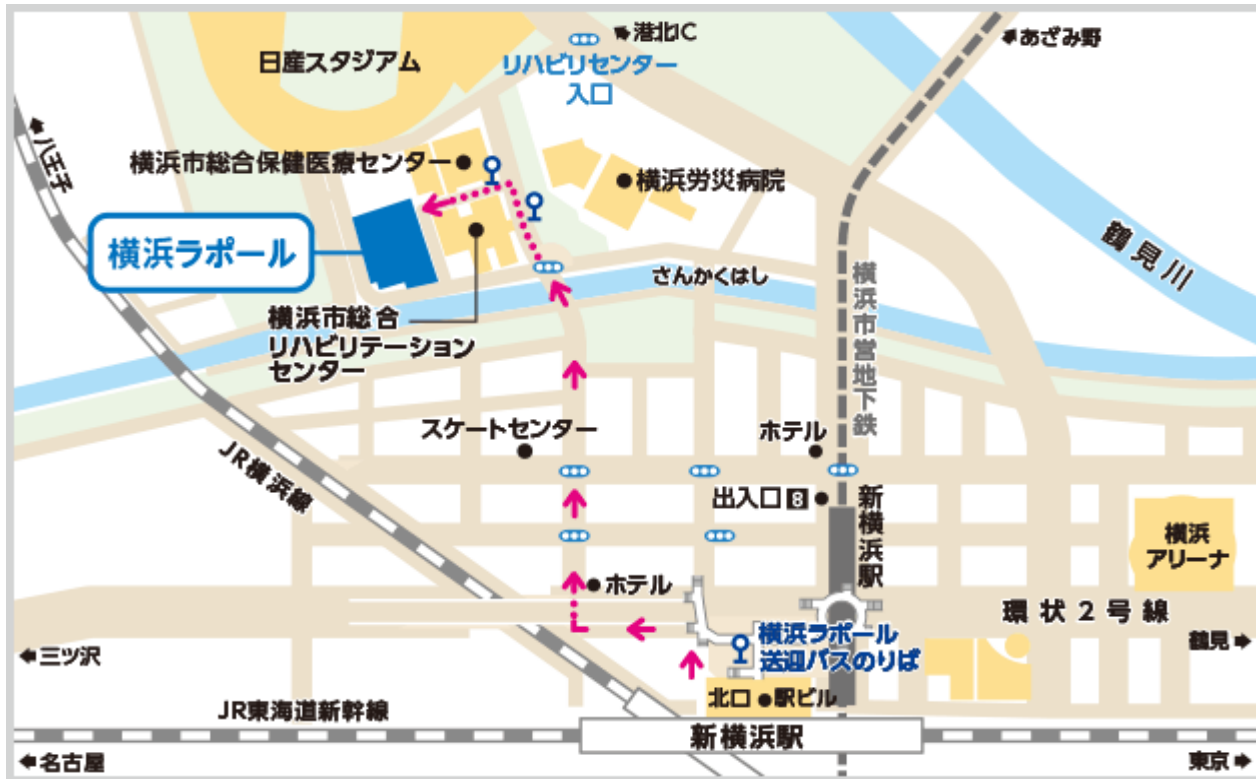 日産スタジアム
港北IC
リハビリセンター
入口
あざみ野
八王子
横浜市総合保健医療センター
横浜労災病院
横浜ラポール
鶴見川
さんかくはし
横浜市営地下鉄
横浜市総合
リハビリテーション
センター
スケートセンター
ホテル
JR横浜線
出入口8
新横浜駅
横浜
アリーナ
ホテル
環状2号線
横浜ラポール
送迎バスのりば
三ツ沢
鶴見
北口
駅ビル
JR東海道新幹線
新横浜駅
名古屋
東京